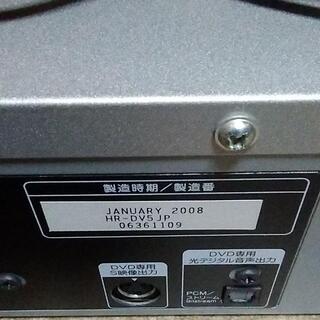 製造時期/製造番
JANUARY 2008
HR-DV5JP
06361109
DVD専用
S映像出力
DVD専用
光デジタル音声出力
PCM/
ストリーム
Bitstream